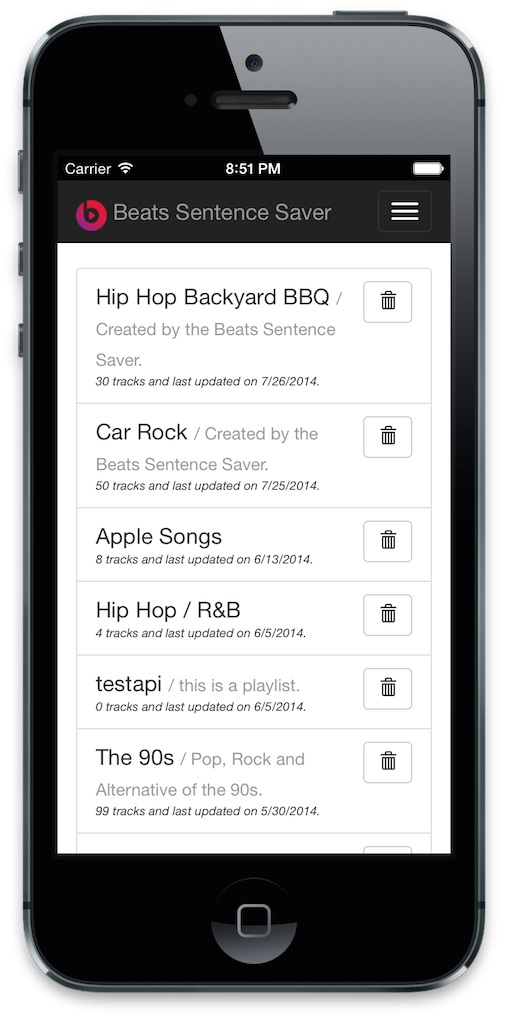 Carrier 8:51 PM
Beats Sentence Saver
Hip Hop Backyard BBQ /
Created by the Beats Sentence
Saver.
30 tracks and last updated on 7/26/2014.
Car Rock / Created by the
Beats Sentence Saver.
50 tracks and last updated on 7/25/2014.
Apple Songs
8 tracks and last updated on 6/13/2014.
Hip Hop / R&B
4 tracks and last updated on 6/5/2014.
testapi / this is a playlist.
0 tracks and last updated on 6/5/2014.
The 90s / Pop, Rock and
Alternative of the 90s.
99 tracks and last updated on 5/30/2014.